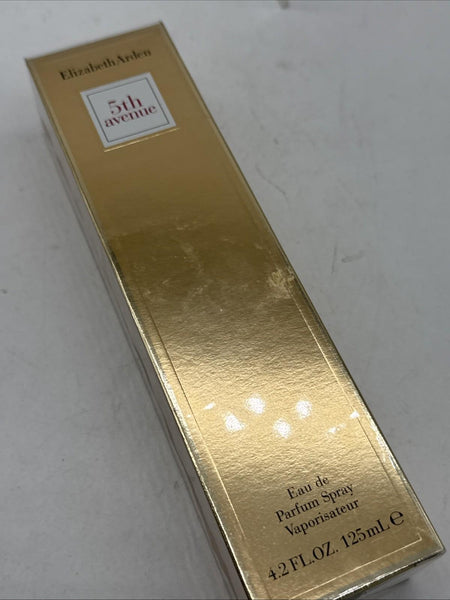 Elizabeth Arden
5th
avenue
Eau de
Parfum Spray
Vaporisateur
4.2 FL.OZ. 125mL ℮